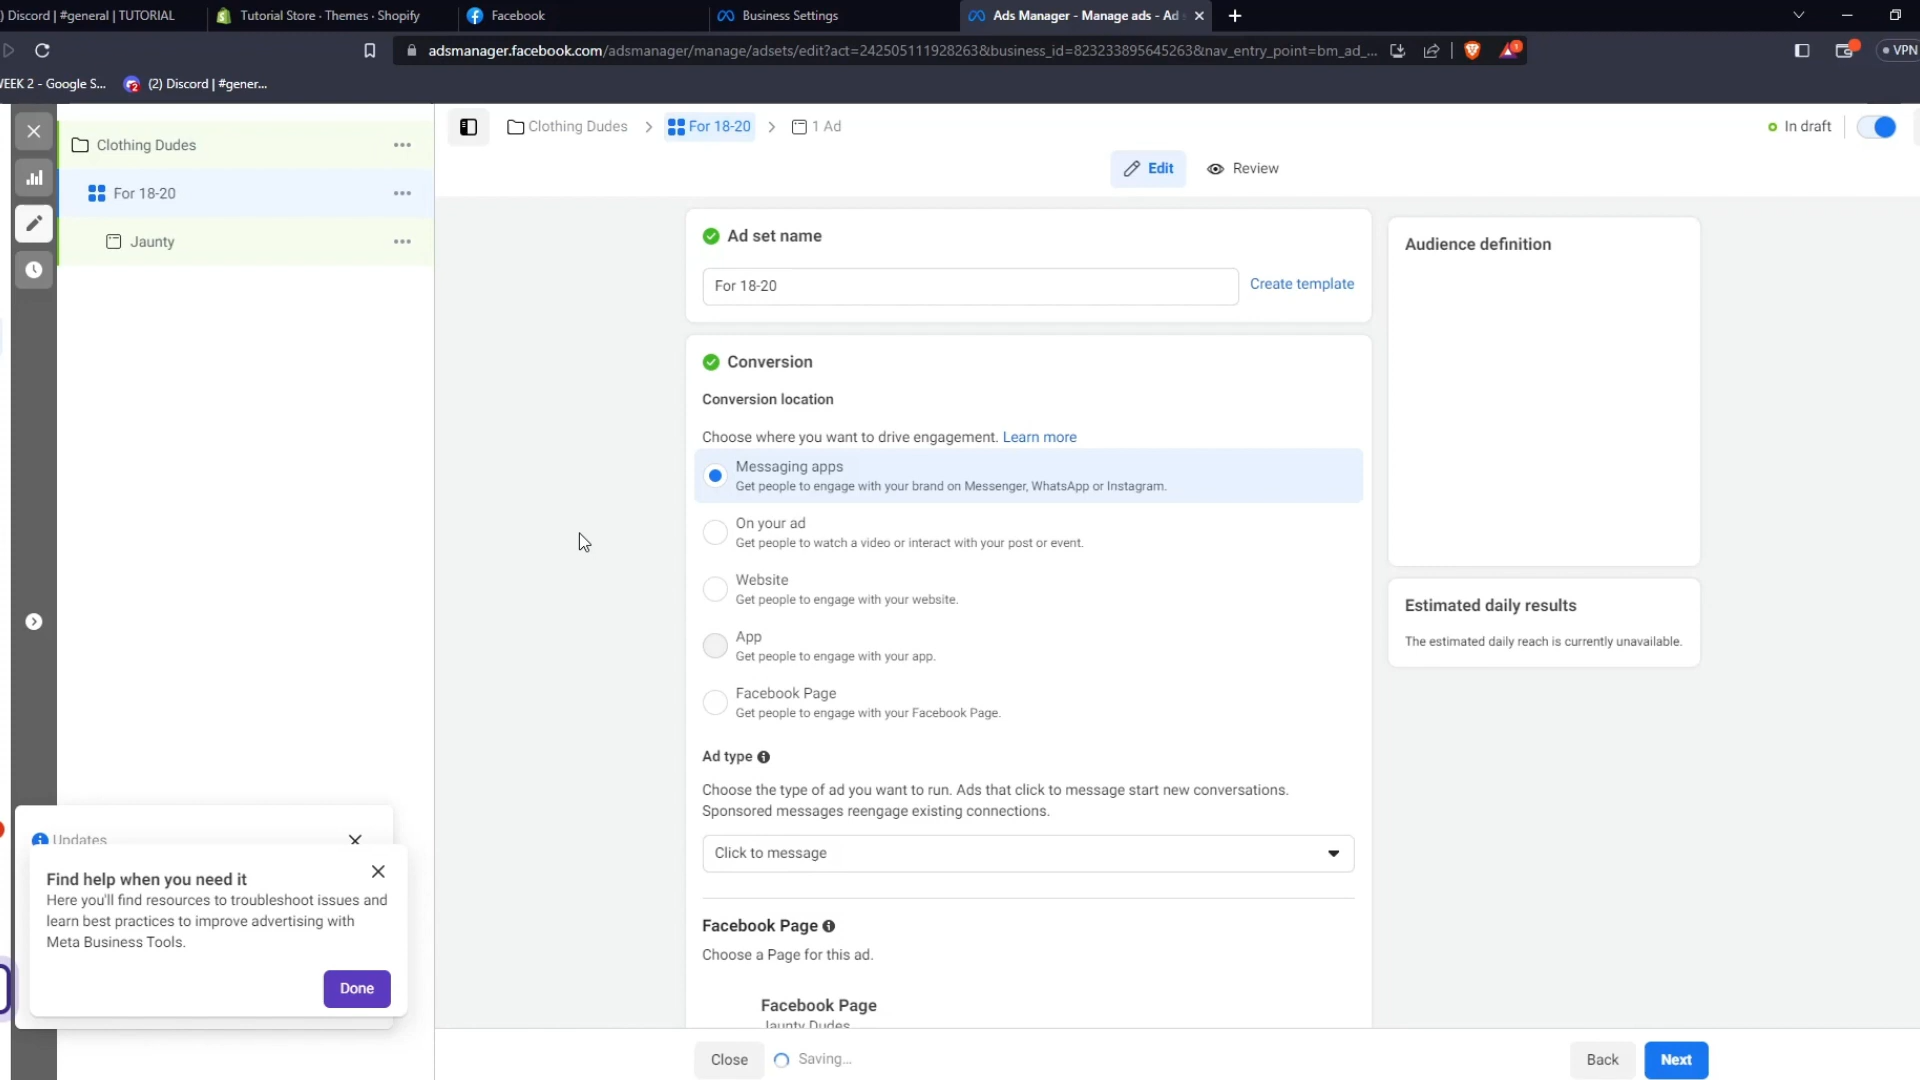 ) Discord | #general | TUTORIAL
Tutorial Store · Themes · Shopify
Facebook
Business Settings
Ads Manager - Manage ads - Ad
adsmanager.facebook.com/adsmanager/manage/adsets/edit?act=242505111928263&business_id=823233895645263&nav_entry_point=bm_ad_...
1
VPN
WEEK 2 - Google S...
(2) Discord | #gener...
Clothing Dudes
For 18-20
Jaunty
Clothing Dudes
For 18-20
1 Ad
In draft
Edit
Review
Ad set name
For 18-20
Create template
Conversion
Conversion location
Choose where you want to drive engagement. Learn more
Messaging apps
Get people to engage with your brand on Messenger, WhatsApp or Instagram.
On your ad
Get people to watch a video or interact with your post or event.
Website
Get people to engage with your website.
App
Get people to engage with your app.
Facebook Page
Get people to engage with your Facebook Page.
Ad type
Choose the type of ad you want to run. Ads that click to message start new conversations.
Sponsored messages reengage existing connections.
Click to message
Facebook Page
Choose a Page for this ad.
Facebook Page
Jaunty Dudes
Audience definition
Estimated daily results
The estimated daily reach is currently unavailable.
Updates
Find help when you need it
Here you'll find resources to troubleshoot issues and
learn best practices to improve advertising with
Meta Business Tools.
Done
Close
Saving...
Back
Next